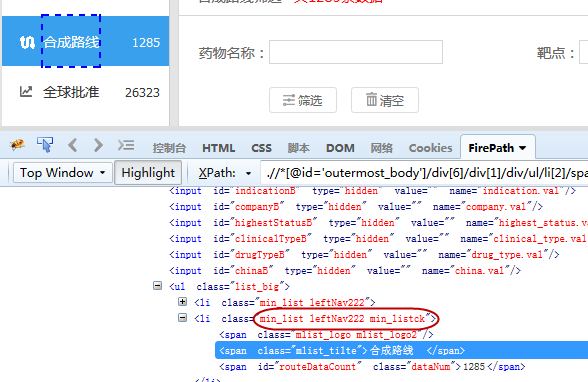 合成路线 1285
全球批准 26323
药物名称：
靶点：
筛选 清空
控制台 HTML CSS 脚本 DOM 网络 Cookies FirePath
Top Window Highlight XPath: .//*[@id='outermost_body']/div[6]/div[1]/div/ul/li[2]/spa
<input id="indicationB" type="hidden" value="" name="indication.val"/>
<input id="companyB" type="hidden" value="" name="company.val"/>
<input id="highestStatusB" type="hidden" value="" name="highest_status.va
<input id="clinicalTypeB" type="hidden" value="" name="clinical_type.val
<input id="drugTypeB" type="hidden" value="" name="drug_type.val"/>
<input id="chinaB" type="hidden" value="" name="china.val"/>
<ul class="list_big">
<li class="min_list leftNav222">
<li class="min_list leftNav222 min_listck">
<span class="mlist_logo mlist_logo2"/>
<span class="mlist_tilte">合成路线 </span>
<span id="routeDataCount" class="dataNum">1285</span>
</li>